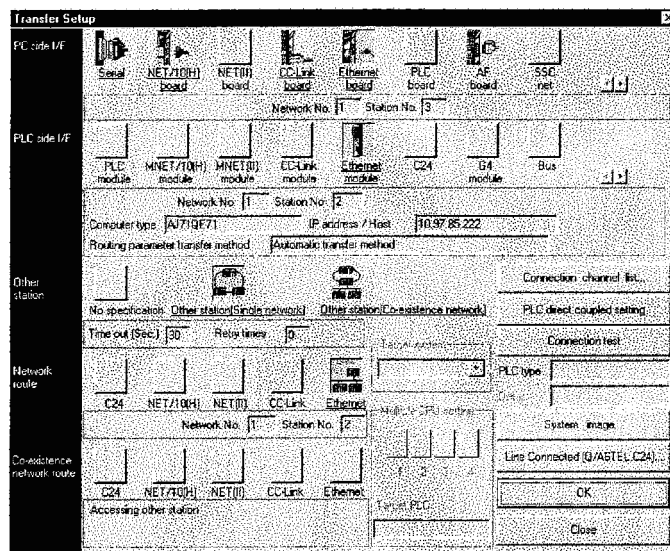 Transfer Setup
PC side I/F
Serial NET/10(H) board NET(II) board CC-Link board Ethernet board PLC board AF board SSC net
Network No. 1 Station No. 3
PLC side I/F
PLC module MNET/10(H) module MNET(II) module CC-Link module Ethernet module C24 G4 module Bus
Network No 1 Station No 2
Computer type AJ71QE71 IP address / Host 10.97.85.222
Routing parameter transfer method Automatic transfer method
Other station
No specification Other station(Single network) Other station(Co-existence network)
Connection channel list...
PLC direct coupled setting
Time out (Sec.) 30 Retry times 0
Connection test
Network route
C24 NET/10(H) NET(II) CC-Link Ethernet
Target system
PLC type
Network No. 1 Station No. 2
Multiple CPU setting
System image
Co-existence network route
C24 NET/10(H) NET(II) CC-Link Ethernet
Line Connected (Q/A6TEL,C24)...
Accessing other station
Target PLC
OK
Close